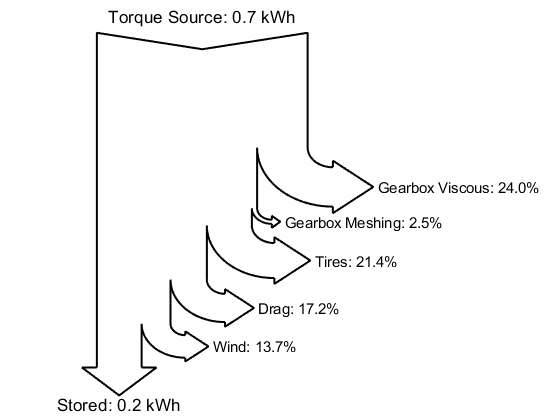 Torque Source: 0.7 kWh
Gearbox Viscous: 24.0%
Gearbox Meshing: 2.5%
Tires: 21.4%
Drag: 17.2%
Wind: 13.7%
Stored: 0.2 kWh